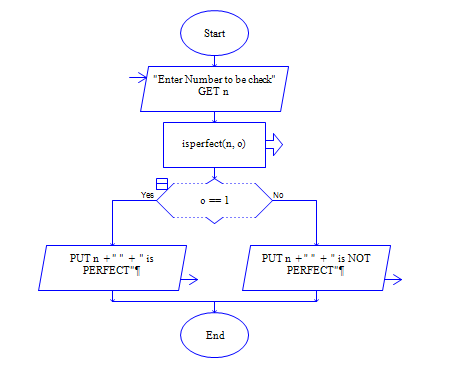 Start
"Enter Number to be check"
GET n
isperfect(n, o)
Yes
o == 1
No
PUT n +" " + " is
PERFECT"¶
PUT n +" " + " is NOT
PERFECT"¶
End